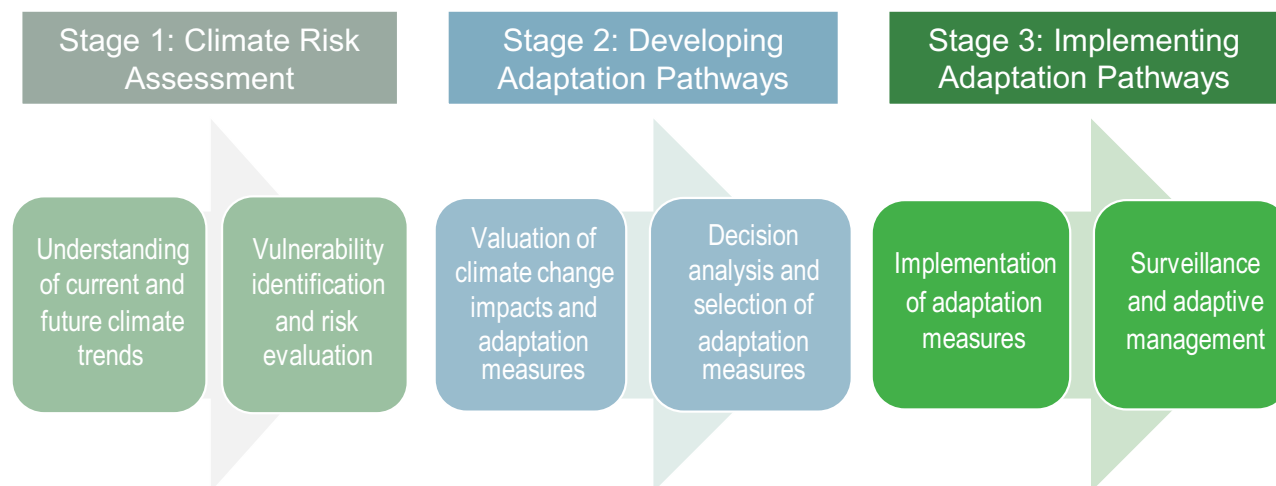 Stage 1: Climate Risk
Assessment
Understanding
of current and
future climate
trends
Vulnerability
identification
and risk
evaluation
Stage 2: Developing
Adaptation Pathways
Valuation of
climate change
impacts and
adaptation
measures
Decision
analysis and
selection of
adaptation
measures
Stage 3: Implementing
Adaptation Pathways
Implementation
of adaptation
measures
Surveillance
and adaptive
management